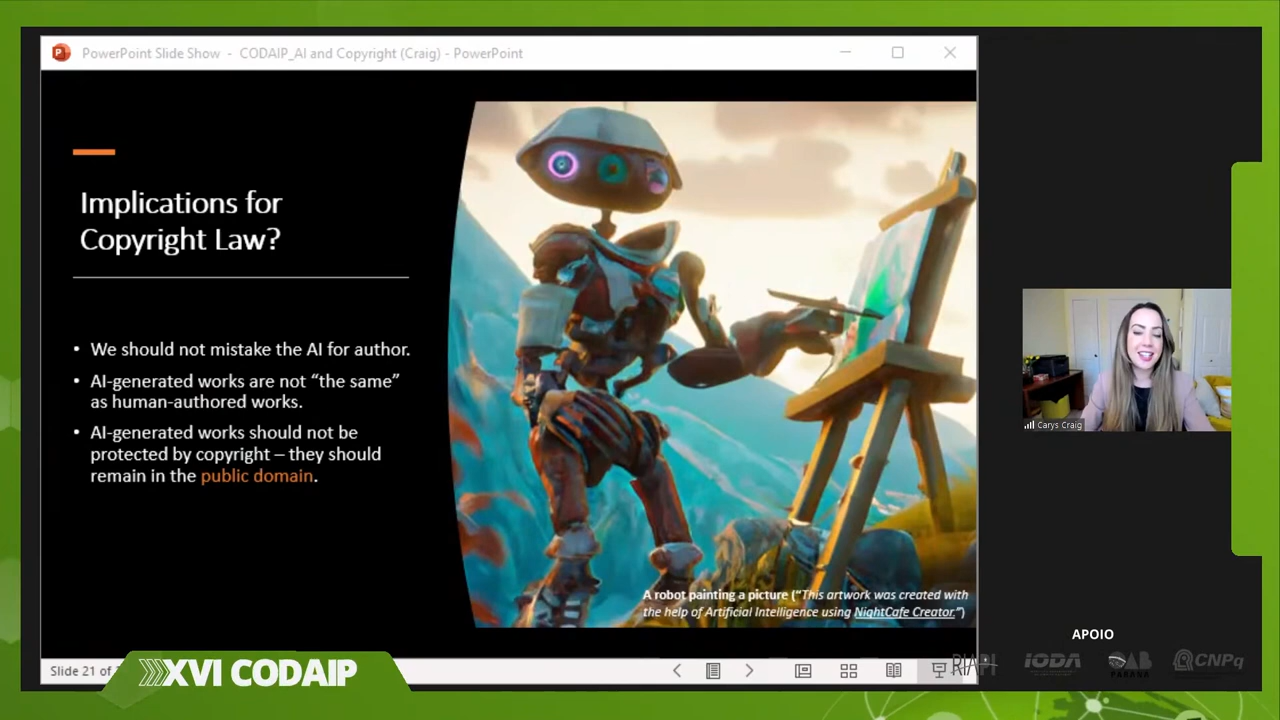 PowerPoint Slide Show - CODAIP_AI and Copyright (Craig) - PowerPoint
Implications for
Copyright Law?
• We should not mistake the AI for author.
• AI-generated works are not “the same”
as human-authored works.
• AI-generated works should not be
protected by copyright – they should
remain in the public domain.
A robot painting a picture (“This artwork was created with
the help of Artificial Intelligence using NightCafe Creator.”)
Carys Craig
APOIO
Slide 21 of
XVI CODAIP
RIAPI
IODA
OAB
PARANÁ
CNPq